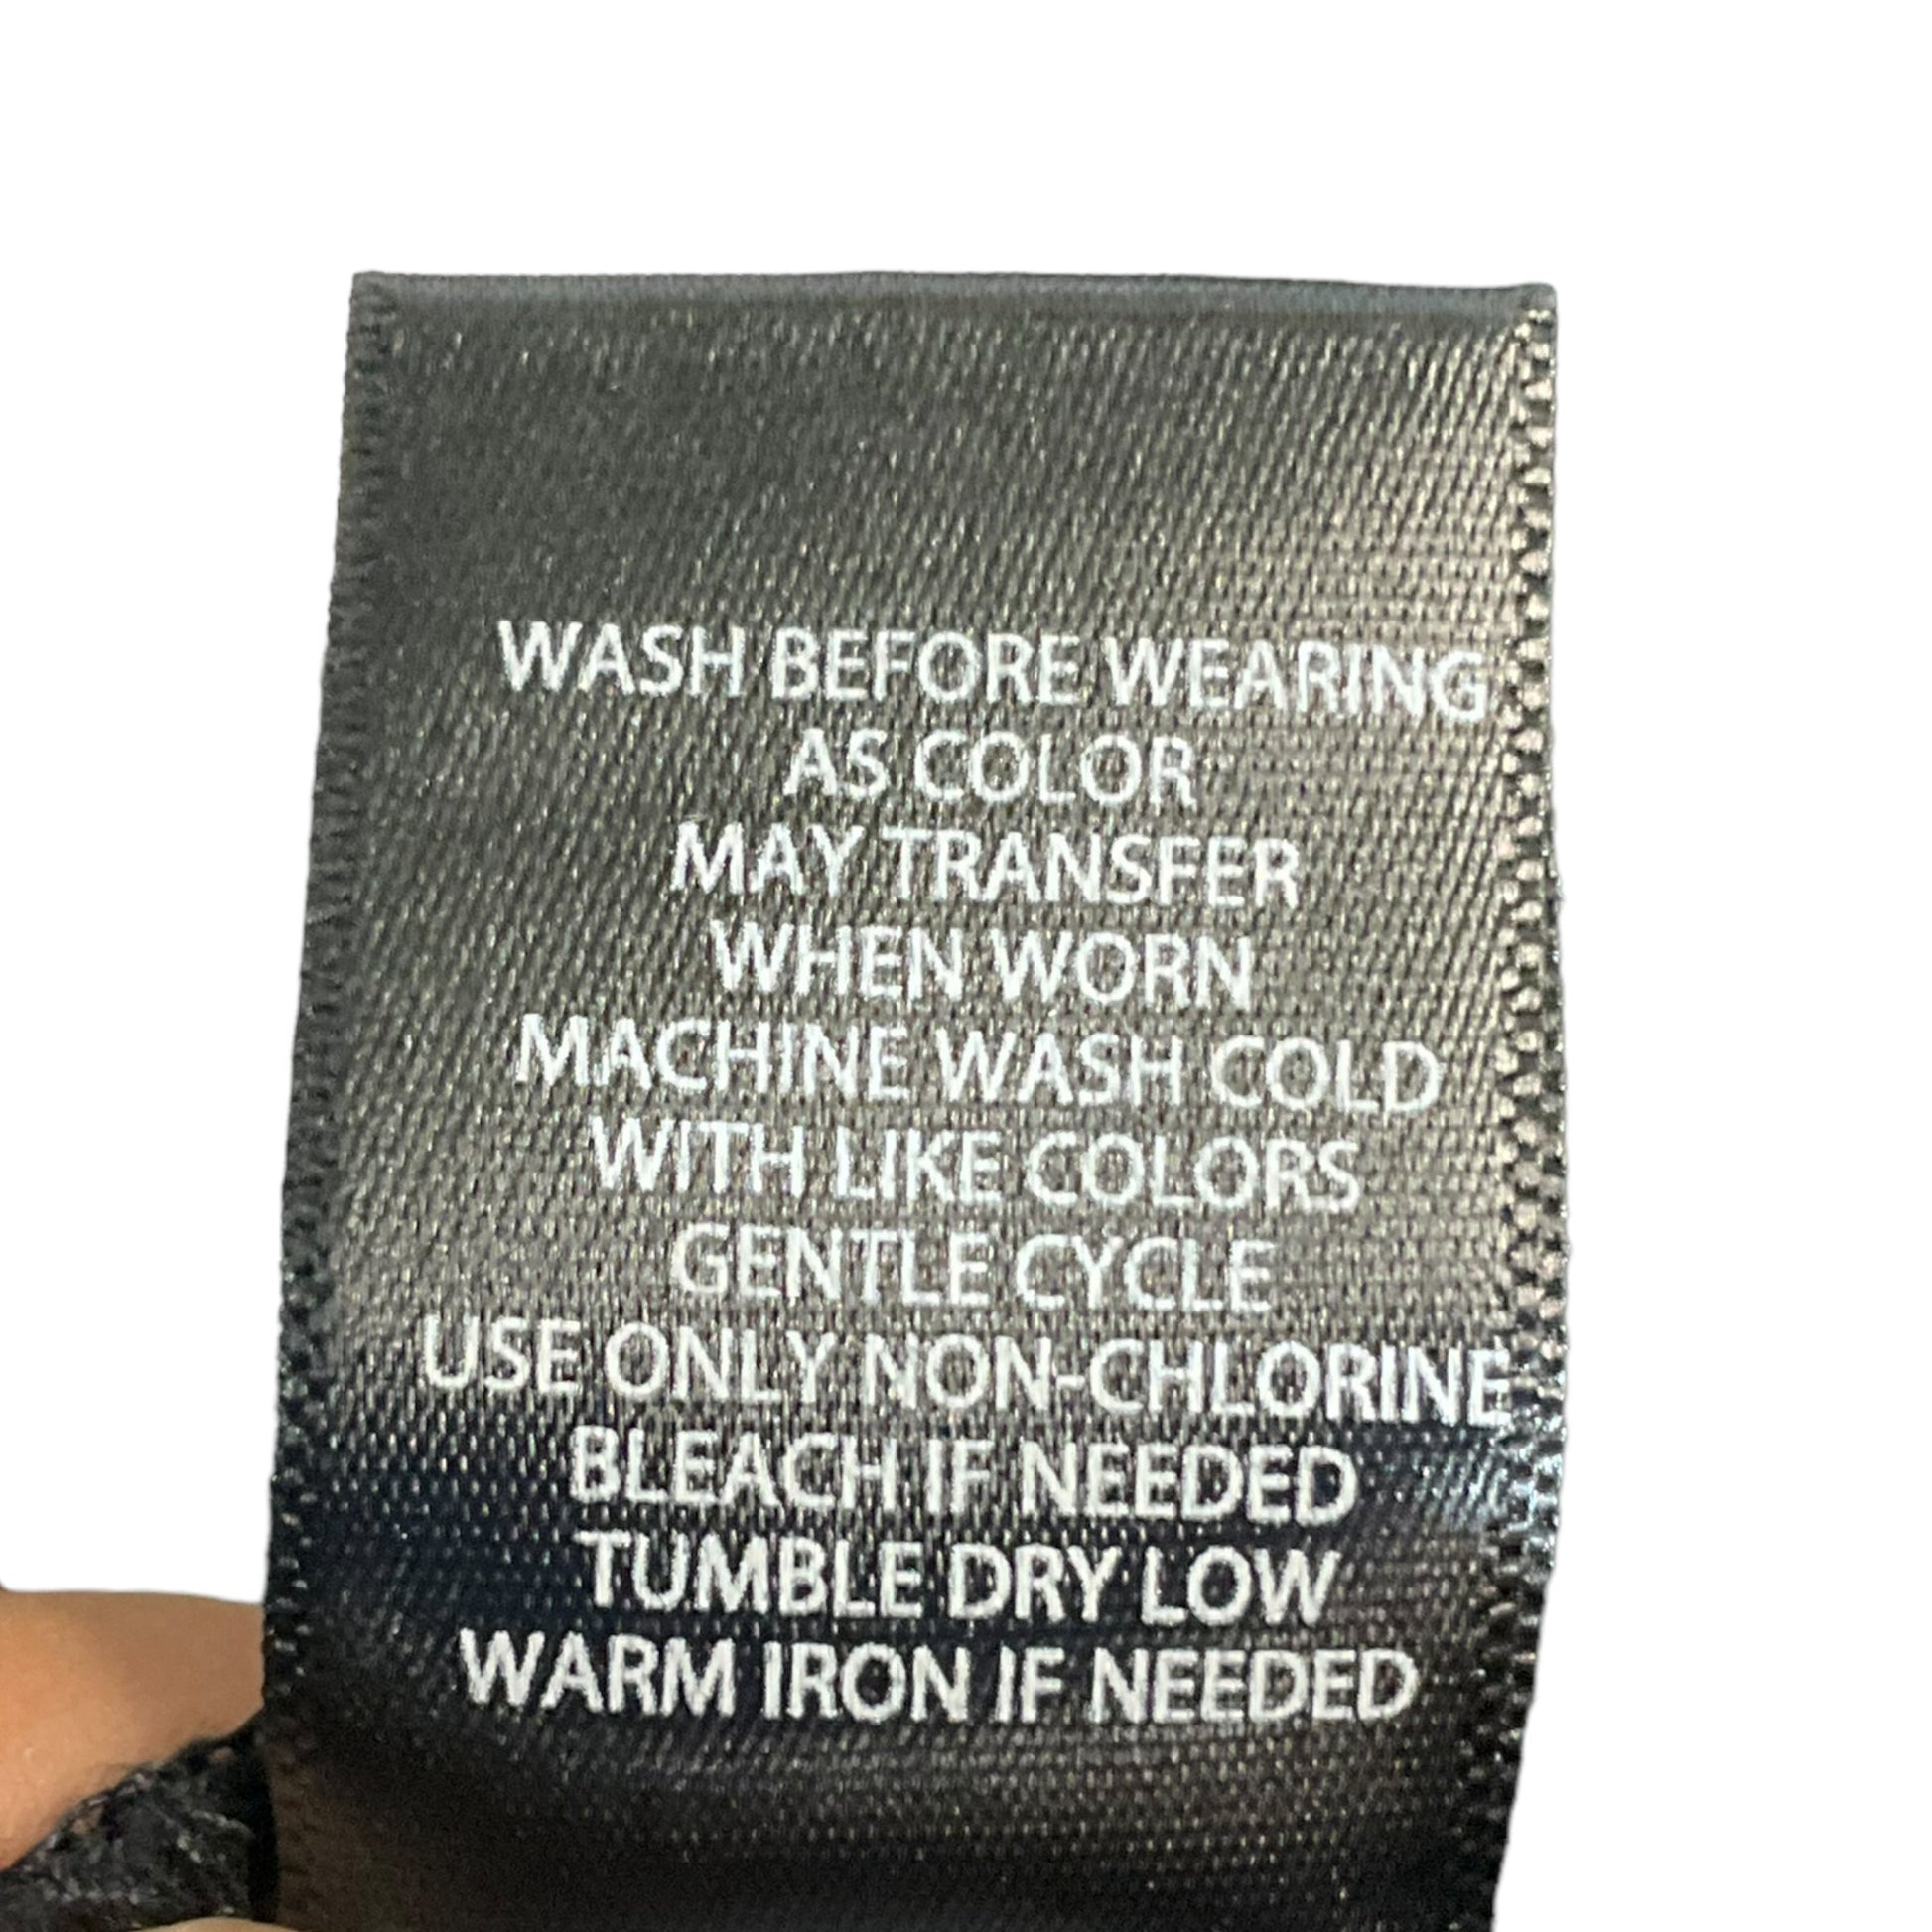 WASH BEFORE WEARING
AS COLOR
MAY TRANSFER
WHEN WORN
MACHINE WASH COLD
WITH LIKE COLORS
GENTLE CYCLE
USE ONLY NON-CHLORINE
BLEACH IF NEEDED
TUMBLE DRY LOW
WARM IRON IF NEEDED